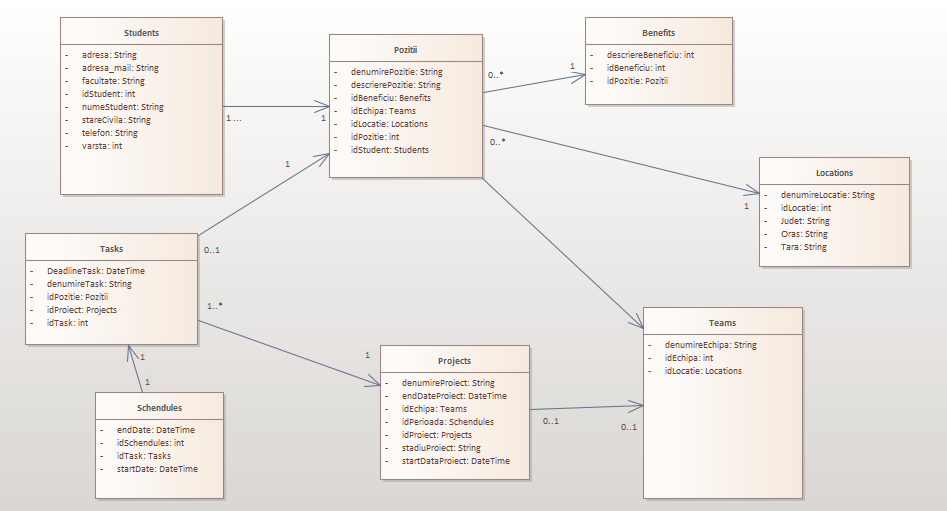 Students
- adresa: String
- adresa_mail: String
- facultate: String
- idStudent: int
- numeStudent: String
- stareCivila: String
- telefon: String
- varsta: int
1...
1
Pozitii
- denumirePozitie: String
- descrierePozitie: String
- idBeneficiu: Benefits
- idEchipa: Teams
- idLocatie: Locations
- idPozitie: int
- idStudent: Students
0..*
1
Benefits
- descriereBeneficiu: int
- idBeneficiu: int
- idPozitie: Pozitii
0..*
1
Locations
- denumireLocatie: String
- idLocatie: int
- Judet: String
- Oras: String
- Tara: String
1
0..1
Tasks
- DeadlineTask: DateTime
- denumireTask: String
- idPozitie: Pozitii
- idProiect: Projects
- idTask: int
1..*
1
1
1
Schendules
- endDate: DateTime
- idSchendules: int
- idTask: Tasks
- startDate: DateTime
Projects
- denumireProiect: String
- endDateProiect: DateTime
- idEchipa: Teams
- idPerioada: Schendules
- idProiect: Projects
- stadiuProiect: String
- startDataProiect: DateTime
0..1
0..1
Teams
- denumireEchipa: String
- idEchipa: int
- idLocatie: Locations